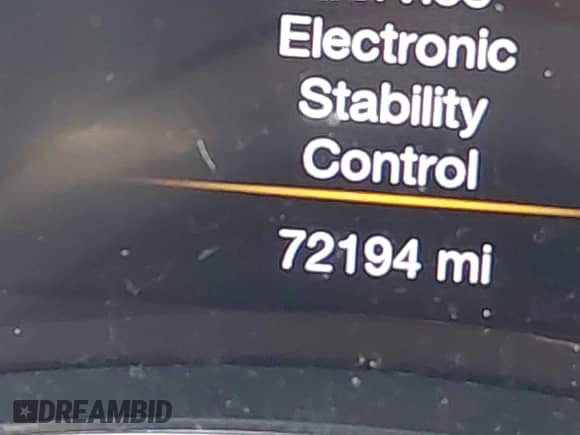 Electronic
Stability
Control
72194 mi
DREAMBID